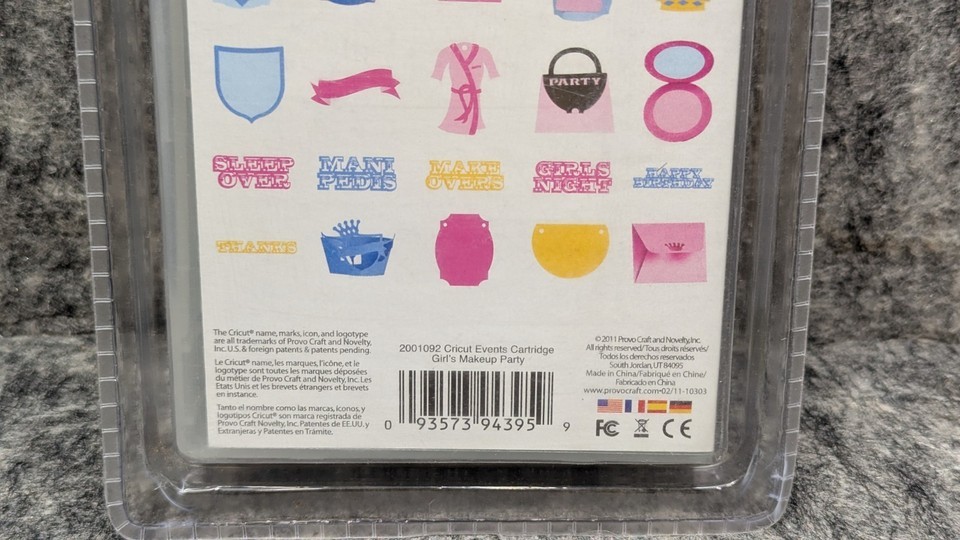 PARTY
SLEEP
OVER
MANI
PEDIS
MAKE
OVERS
GIRLS
NIGHT
HAPPY
BIRTHDAY
THANKS
The Cricut® name, marks, icon, and logotype
are all trademarks of Provo Craft and Novelty,
Inc. U.S. & foreign patents & patents pending.
Le Cricut® name, les marques, l'icône, et le
logotype sont toutes les marques déposées
du métier de Provo Craft and Novelty, Inc. Les
Etats Unis et les brevets étrangers et brevets
en instance.
Tanto el nombre como las marcas, iconos, y
logotipos Cricut® son marca registrada de
Provo Craft Novelty, Inc. Patentes de EE.UU. y
Extranjeras y Patentes en Trámite.
2001092 Cricut Events Cartridge
Girl's Makeup Party
0 93573 94395 9
© 2011 Provo Craft and Novelty, Inc.
All rights reserved/Tous droits réservés/
Todos los derechos reservados
South Jordan, UT 84095
Made in China/Fabriqué en Chine/
Fabricado en China
www.provocraft.com•02/11-10303
FC CE